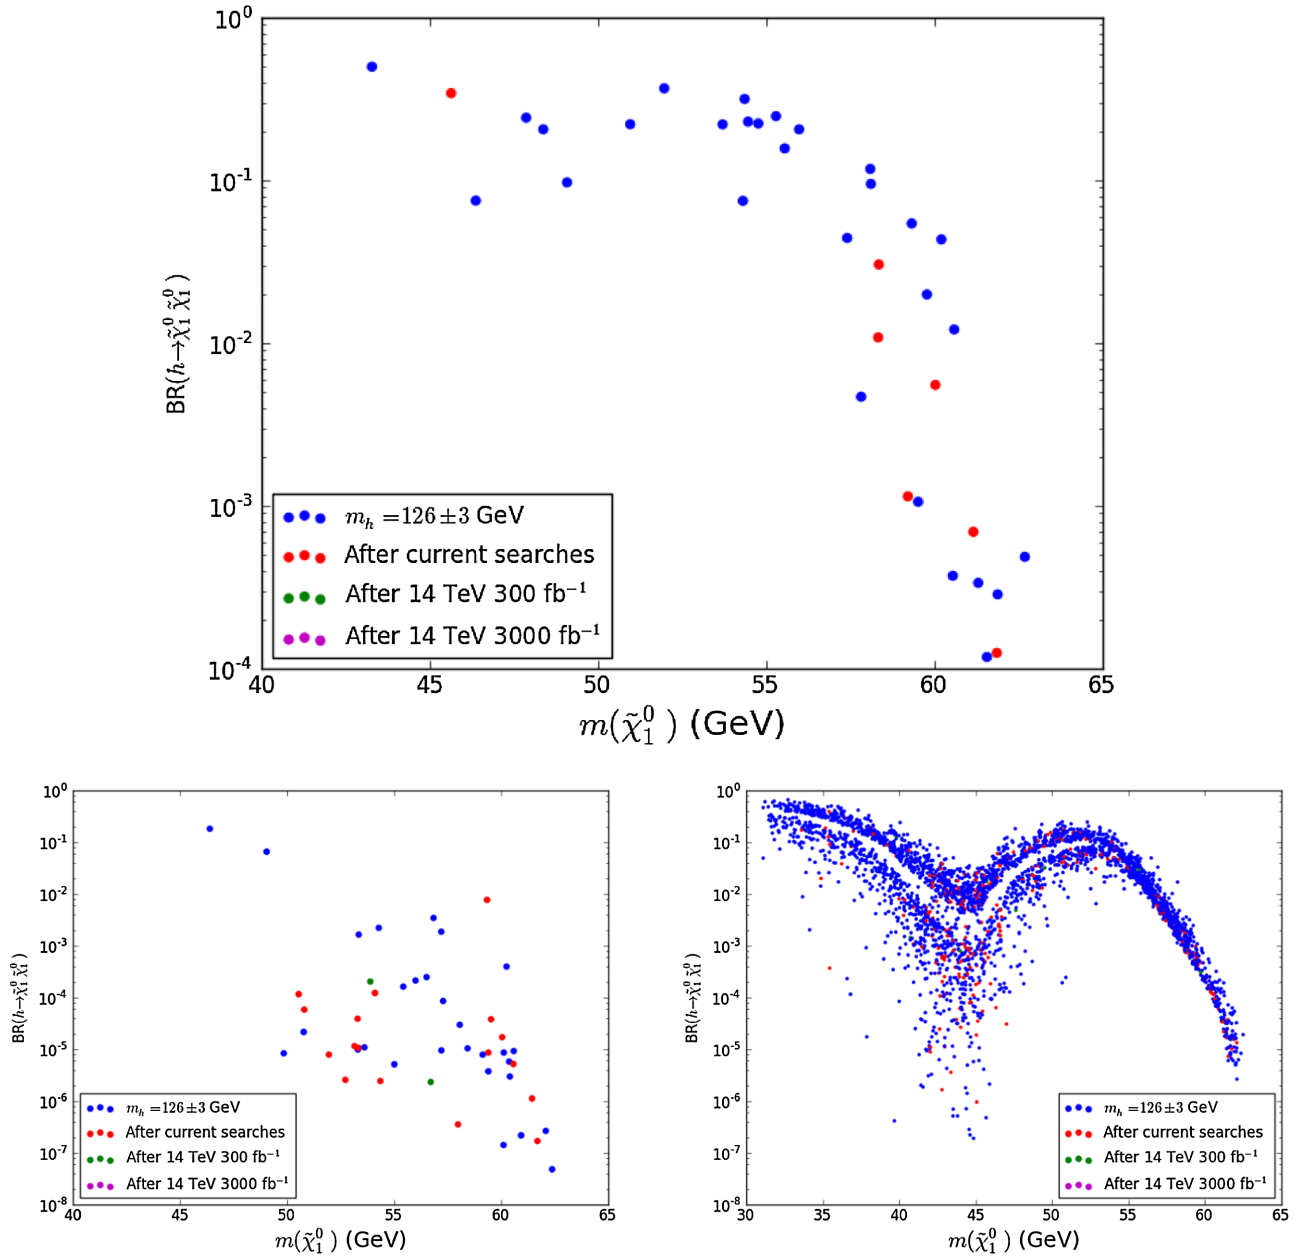 10⁰
10⁻¹
10⁻²
10⁻³
10⁻⁴
BR(h→χ̃₁⁰ χ̃₁⁰)
m_h =126±3 GeV
After current searches
After 14 TeV 300 fb⁻¹
After 14 TeV 3000 fb⁻¹
40 45 50 55 60 65
m(χ̃₁⁰) (GeV)
10⁰
10⁻¹
10⁻²
10⁻³
10⁻⁴
10⁻⁵
10⁻⁶
10⁻⁷
10⁻⁸
BR(h→χ̃₁⁰ χ̃₁⁰)
m_h =126±3 GeV
After current searches
After 14 TeV 300 fb⁻¹
After 14 TeV 3000 fb⁻¹
40 45 50 55 60 65
m(χ̃₁⁰) (GeV)
10⁰
10⁻¹
10⁻²
10⁻³
10⁻⁴
10⁻⁵
10⁻⁶
10⁻⁷
10⁻⁸
BR(h→χ̃₁⁰ χ̃₁⁰)
m_h =126±3 GeV
After current searches
After 14 TeV 300 fb⁻¹
After 14 TeV 3000 fb⁻¹
30 35 40 45 50 55 60 65
m(χ̃₁⁰) (GeV)